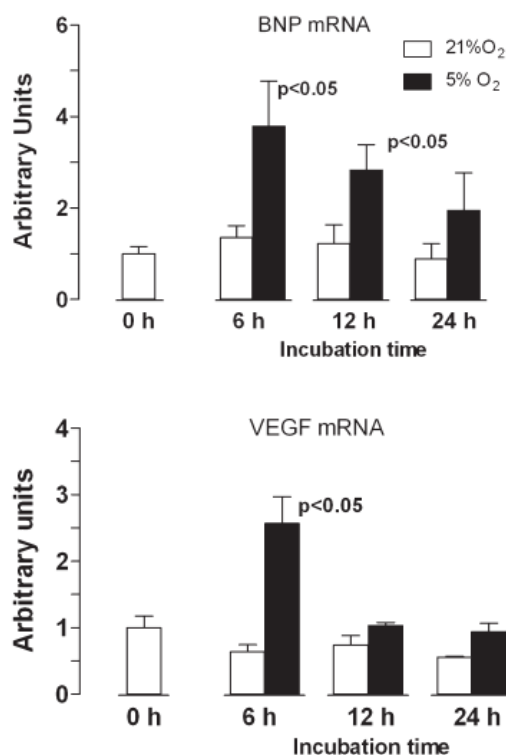 BNP mRNA
21%O₂
5% O₂
Arbitrary Units
6
4
2
0
p<0.05
p<0.05
0 h 6 h 12 h 24 h
Incubation time
VEGF mRNA
Arbitrary units
4
3
2
1
0
p<0.05
0 h 6 h 12 h 24 h
Incubation time